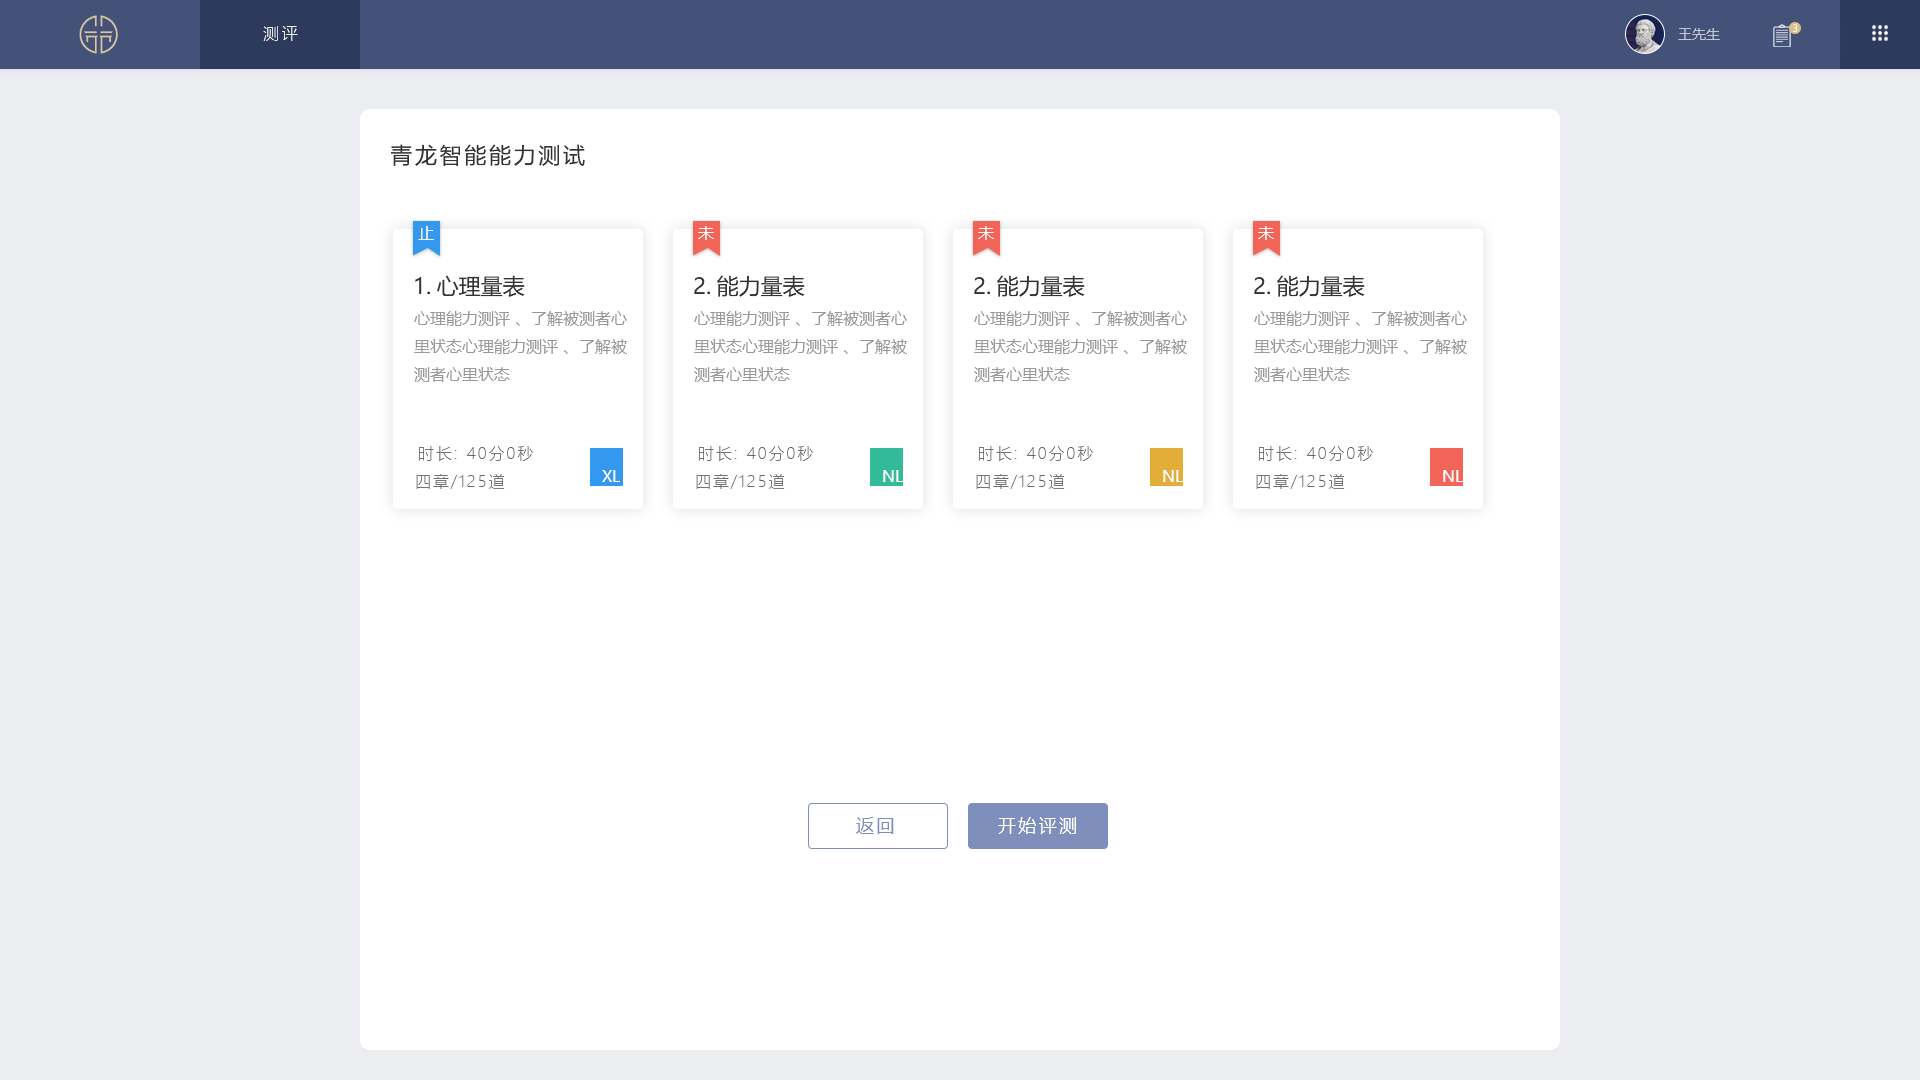 测评
王先生
3
青龙智能能力测试
止
1. 心理量表
心理能力测评 、了解被测者心
里状态心理能力测评 、了解被
测者心里状态
时长: 40分0秒
四章/125道
XL
未
2. 能力量表
心理能力测评 、了解被测者心
里状态心理能力测评 、了解被
测者心里状态
时长: 40分0秒
四章/125道
NL
未
2. 能力量表
心理能力测评 、了解被测者心
里状态心理能力测评 、了解被
测者心里状态
时长: 40分0秒
四章/125道
NL
未
2. 能力量表
心理能力测评 、了解被测者心
里状态心理能力测评 、了解被
测者心里状态
时长: 40分0秒
四章/125道
NL
返回
开始评测